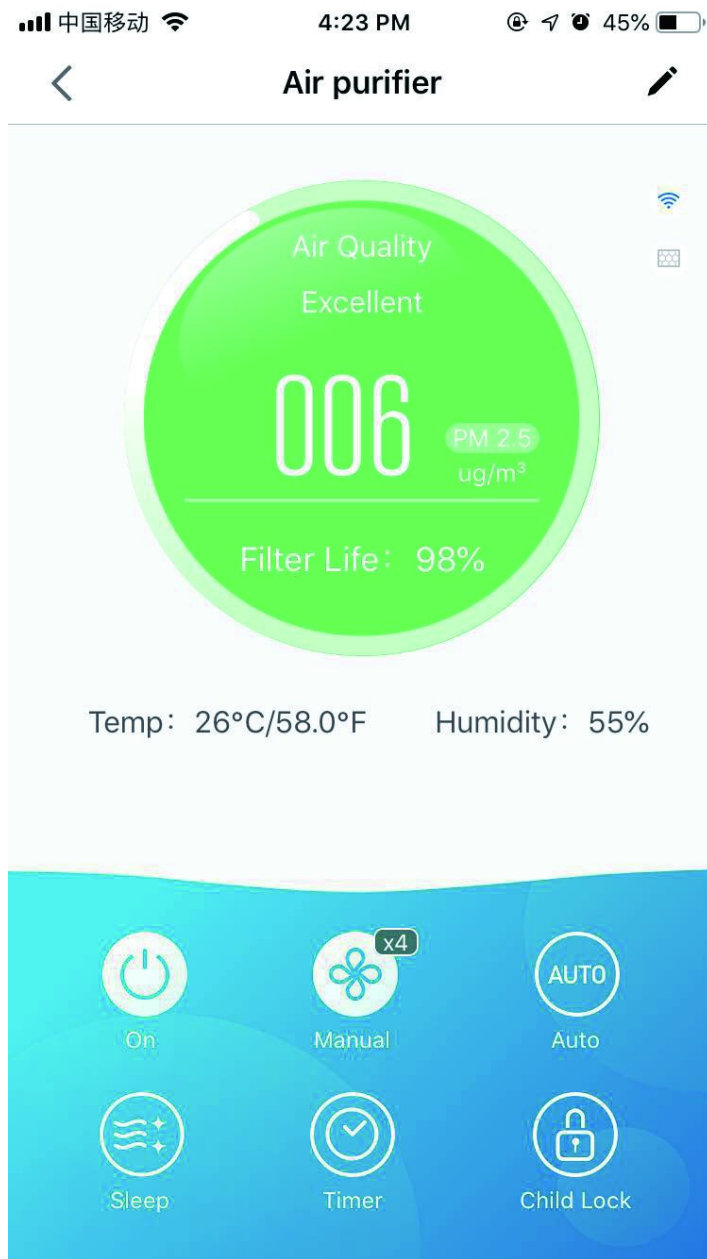 中国移动 4:23 PM 45%
Air purifier
Air Quality
Excellent
006 PM 2.5
ug/m³
Filter Life： 98%
Temp：26°C/58.0°F Humidity：55%
x4
AUTO
On Manual Auto
Sleep Timer Child Lock